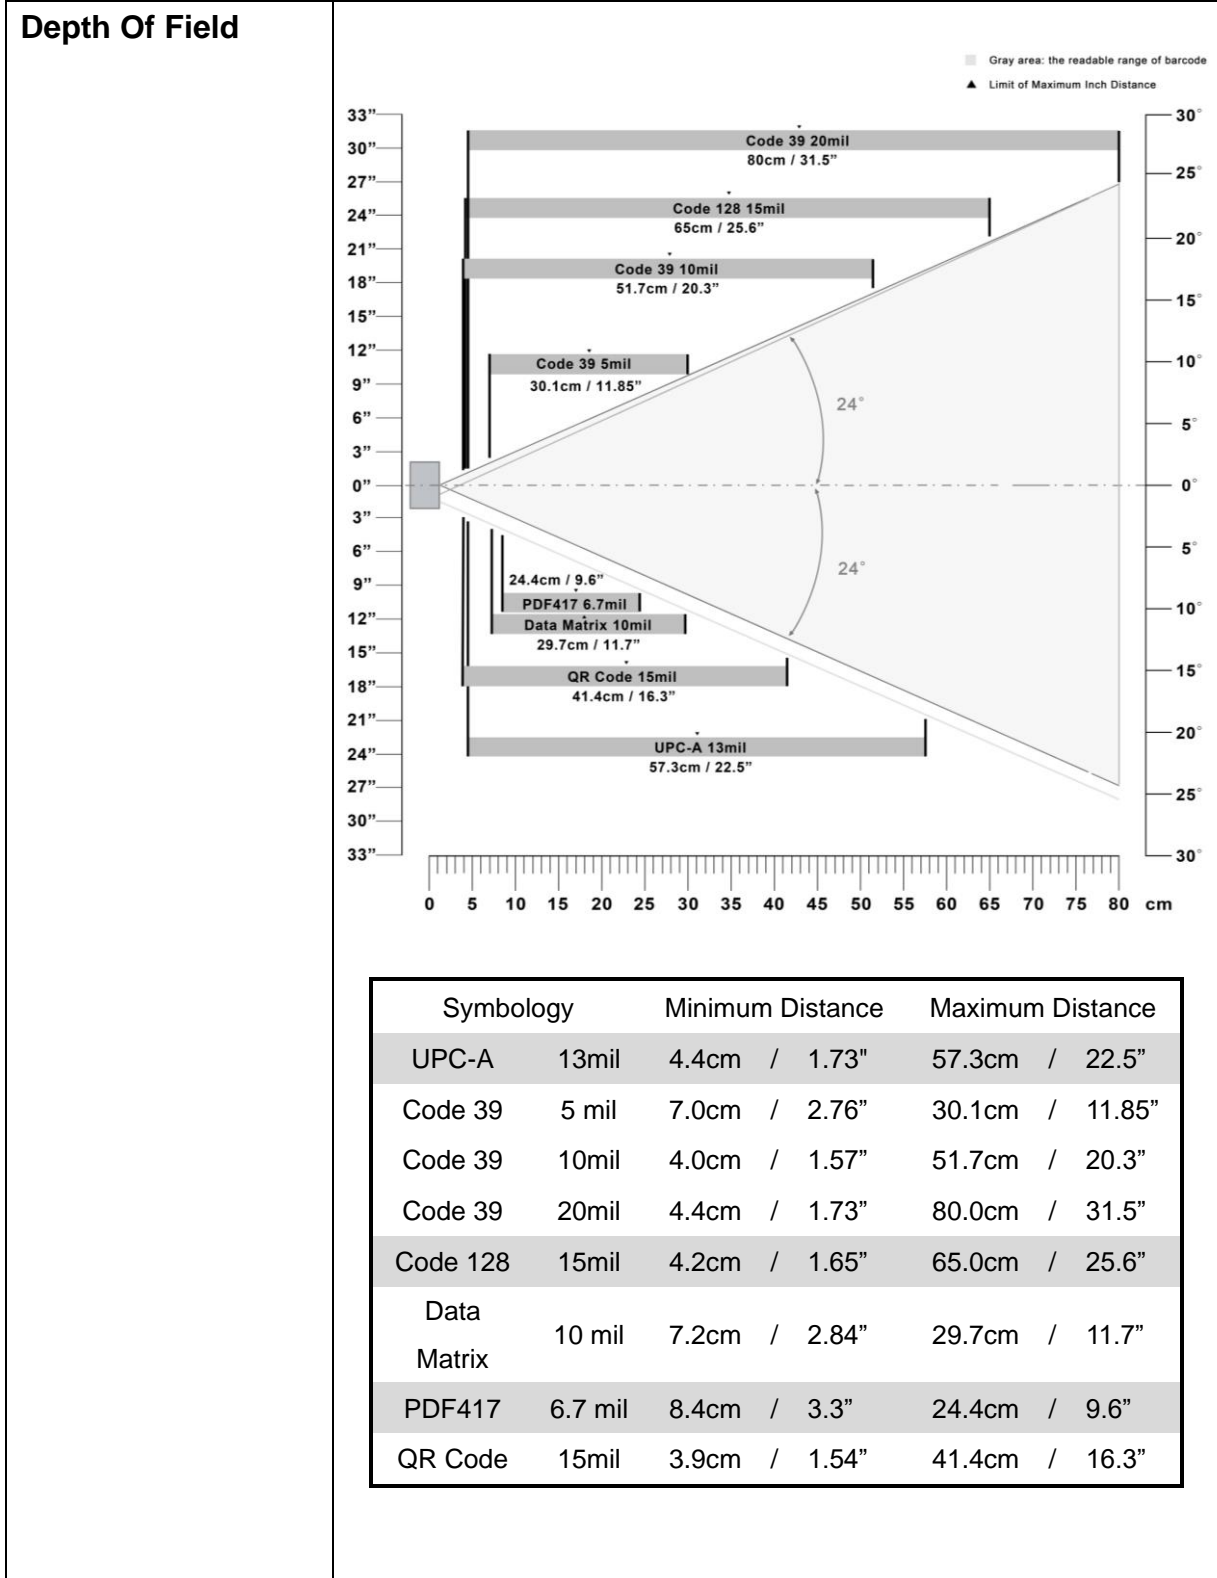 Depth Of Field
Gray area: the readable range of barcode
▲ Limit of Maximum Inch Distance
33”
30”
27”
24”
21”
18”
15”
12”
9”
6”
3”
0”
3”
6”
9”
12”
15”
18”
21”
24”
27”
30”
33”
Code 39 20mil
80cm / 31.5”
Code 128 15mil
65cm / 25.6”
Code 39 10mil
51.7cm / 20.3”
Code 39 5mil
30.1cm / 11.85”
24°
24°
24.4cm / 9.6”
PDF417 6.7mil
Data Matrix 10mil
29.7cm / 11.7”
QR Code 15mil
41.4cm / 16.3”
UPC-A 13mil
57.3cm / 22.5”
30°
25°
20°
15°
10°
5°
0°
5°
10°
15°
20°
25°
30°
0 5 10 15 20 25 30 35 40 45 50 55 60 65 70 75 80 cm
Symbology Minimum Distance Maximum Distance
UPC-A 13mil 4.4cm / 1.73" 57.3cm / 22.5”
Code 39 5 mil 7.0cm / 2.76” 30.1cm / 11.85”
Code 39 10mil 4.0cm / 1.57” 51.7cm / 20.3”
Code 39 20mil 4.4cm / 1.73” 80.0cm / 31.5”
Code 128 15mil 4.2cm / 1.65” 65.0cm / 25.6”
Data
Matrix 10 mil 7.2cm / 2.84” 29.7cm / 11.7”
PDF417 6.7 mil 8.4cm / 3.3” 24.4cm / 9.6”
QR Code 15mil 3.9cm / 1.54” 41.4cm / 16.3”